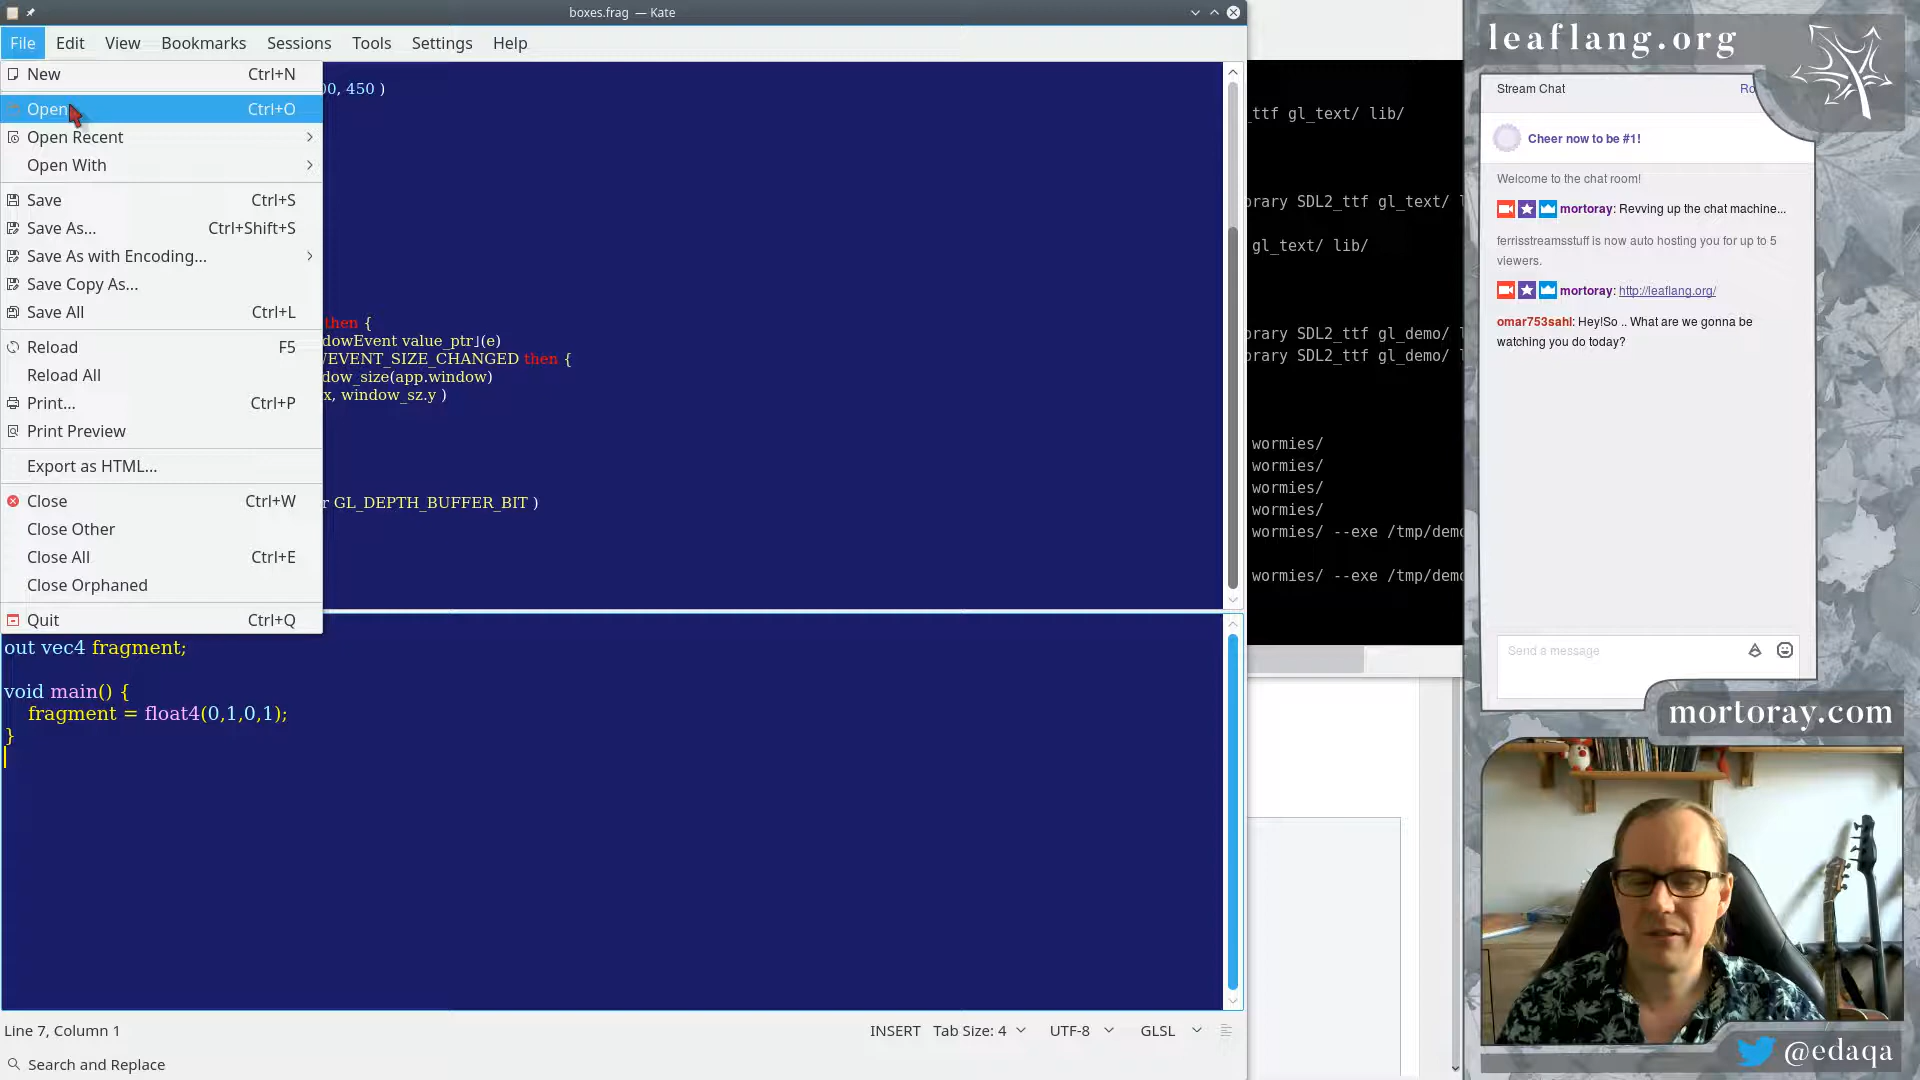 boxes.frag — Kate
File Edit View Bookmarks Sessions Tools Settings Help
New Ctrl+N
Open Ctrl+O
Open Recent
Open With
Save Ctrl+S
Save As... Ctrl+Shift+S
Save As with Encoding...
Save Copy As...
Save All Ctrl+L
Reload F5
Reload All
Print... Ctrl+P
Print Preview
Export as HTML...
Close Ctrl+W
Close Other
Close All Ctrl+E
Close Orphaned
Quit Ctrl+Q
450 )
then {
value_ptr⌋(e)
EVENT_SIZE_CHANGED then {
dow_size(app.window)
x, window_sz.y )
GL_DEPTH_BUFFER_BIT )
out vec4 fragment;
void main() {
fragment = float4(0,1,0,1);
}
Line 7, Column 1
INSERT Tab Size: 4 UTF-8 GLSL
Search and Replace
_ttf gl_text/ lib/
SDL2_ttf gl_text/
gl_text/ lib/
SDL2_ttf gl_demo/
SDL2_ttf gl_demo/
wormies/
wormies/
wormies/
wormies/
wormies/ --exe /tmp/dem
wormies/ --exe /tmp/dem
leaflang.org
Stream Chat
Ro
Cheer now to be #1!
Welcome to the chat room!
mortoray: Revving up the chat machine...
ferrisstreamsstuff is now auto hosting you for up to 5
viewers.
mortoray: http://leaflang.org/
omar753sahl: Hey!So .. What are we gonna be
watching you do today?
Send a message
mortoray.com
@edaqa